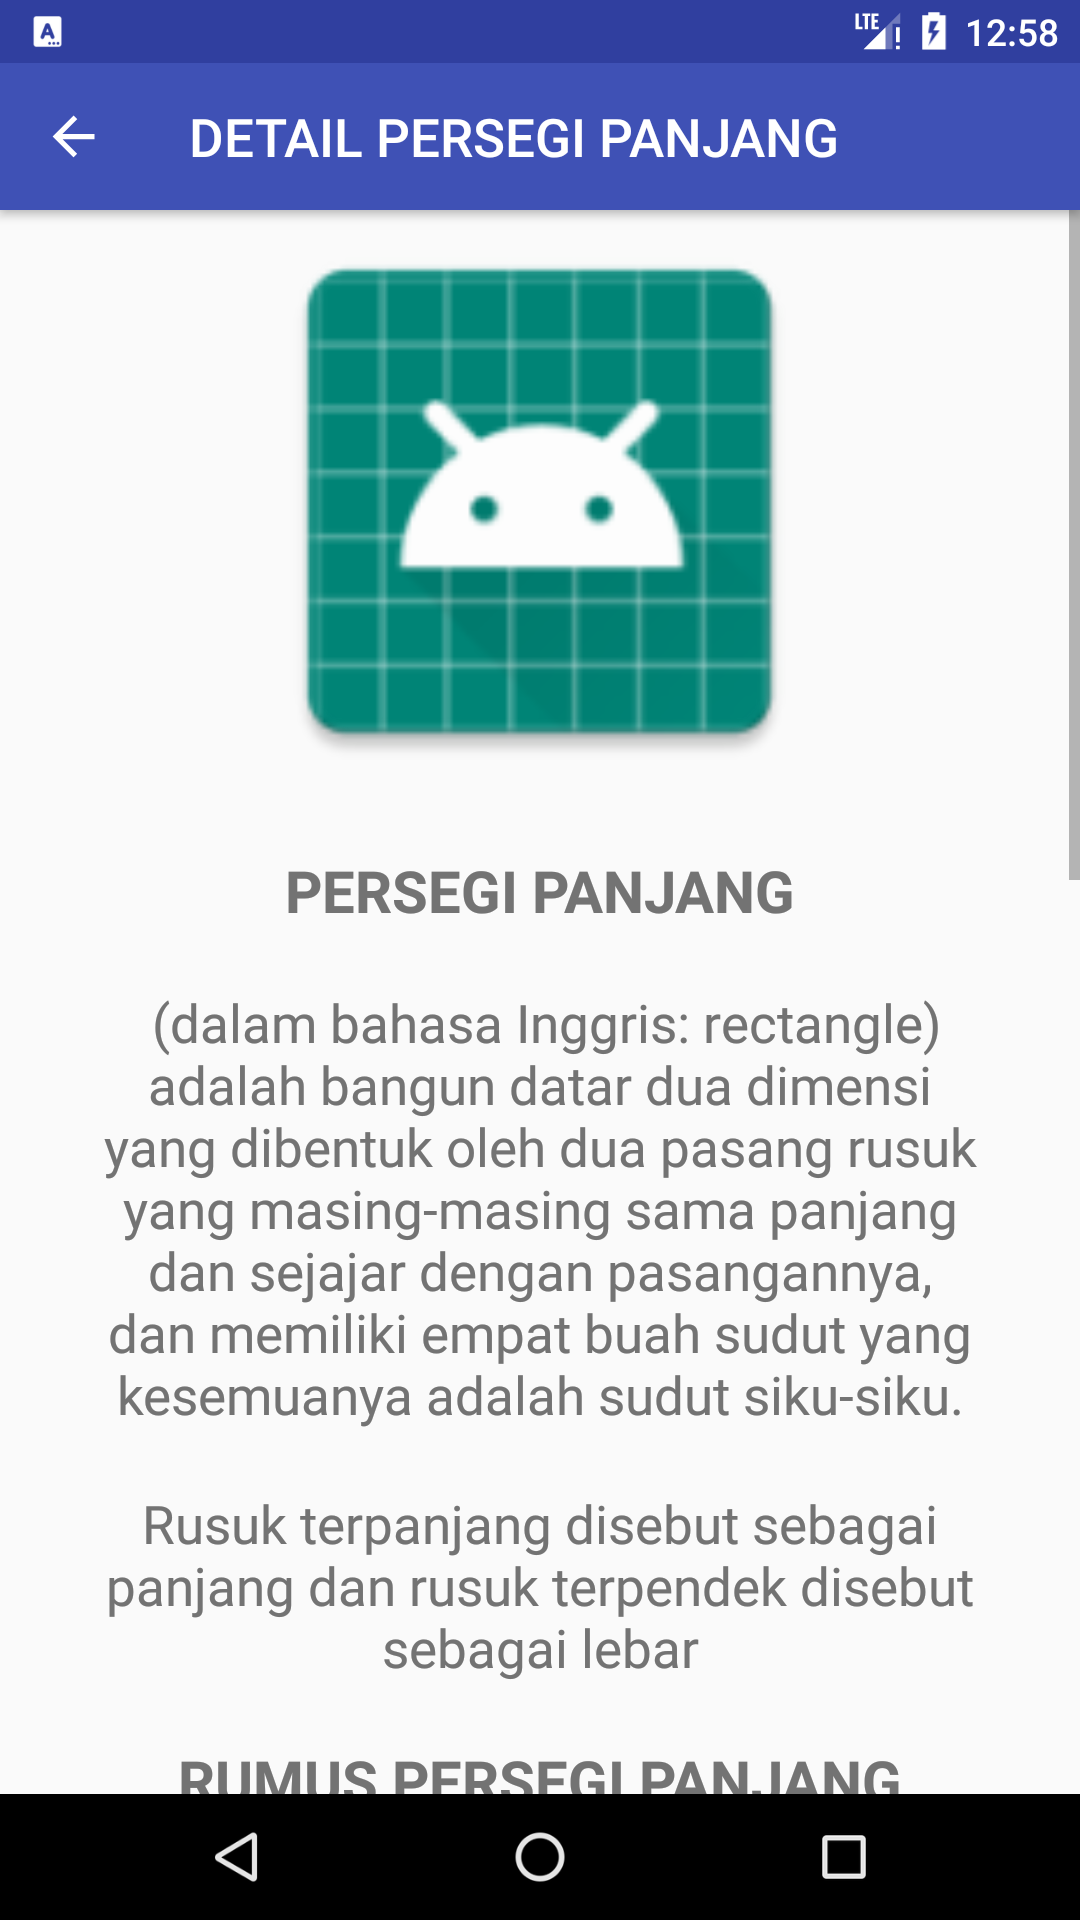 LTE 12:58
DETAIL PERSEGI PANJANG
PERSEGI PANJANG
(dalam bahasa Inggris: rectangle)
adalah bangun datar dua dimensi
yang dibentuk oleh dua pasang rusuk
yang masing-masing sama panjang
dan sejajar dengan pasangannya,
dan memiliki empat buah sudut yang
kesemuanya adalah sudut siku-siku.
Rusuk terpanjang disebut sebagai
panjang dan rusuk terpendek disebut
sebagai lebar
RUMUS PERSEGI PANJANG